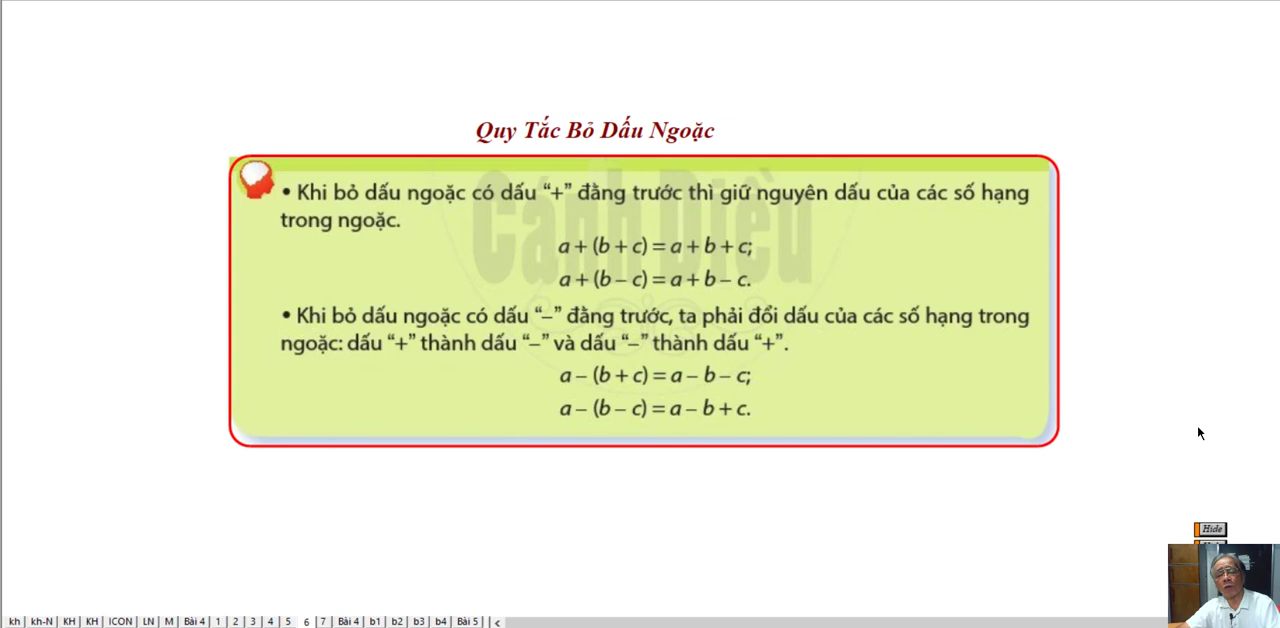 Quy Tắc Bỏ Dấu Ngoặc
Cánh Diều
• Khi bỏ dấu ngoặc có dấu “+” đằng trước thì giữ nguyên dấu của các số hạng
trong ngoặc.
a + (b + c) = a + b + c;
a + (b – c) = a + b – c.
• Khi bỏ dấu ngoặc có dấu “–” đằng trước, ta phải đổi dấu của các số hạng trong
ngoặc: dấu “+” thành dấu “–” và dấu “–” thành dấu “+”.
a – (b + c) = a – b – c;
a – (b – c) = a – b + c.
Hide
kh | kh-N | KH | KH | ICON | LN | M | Bài 4 | 1 | 2 | 3 | 4 | 5 6 | 7 | Bài 4 | b1 | b2 | b3 | b4 | Bài 5 | | <